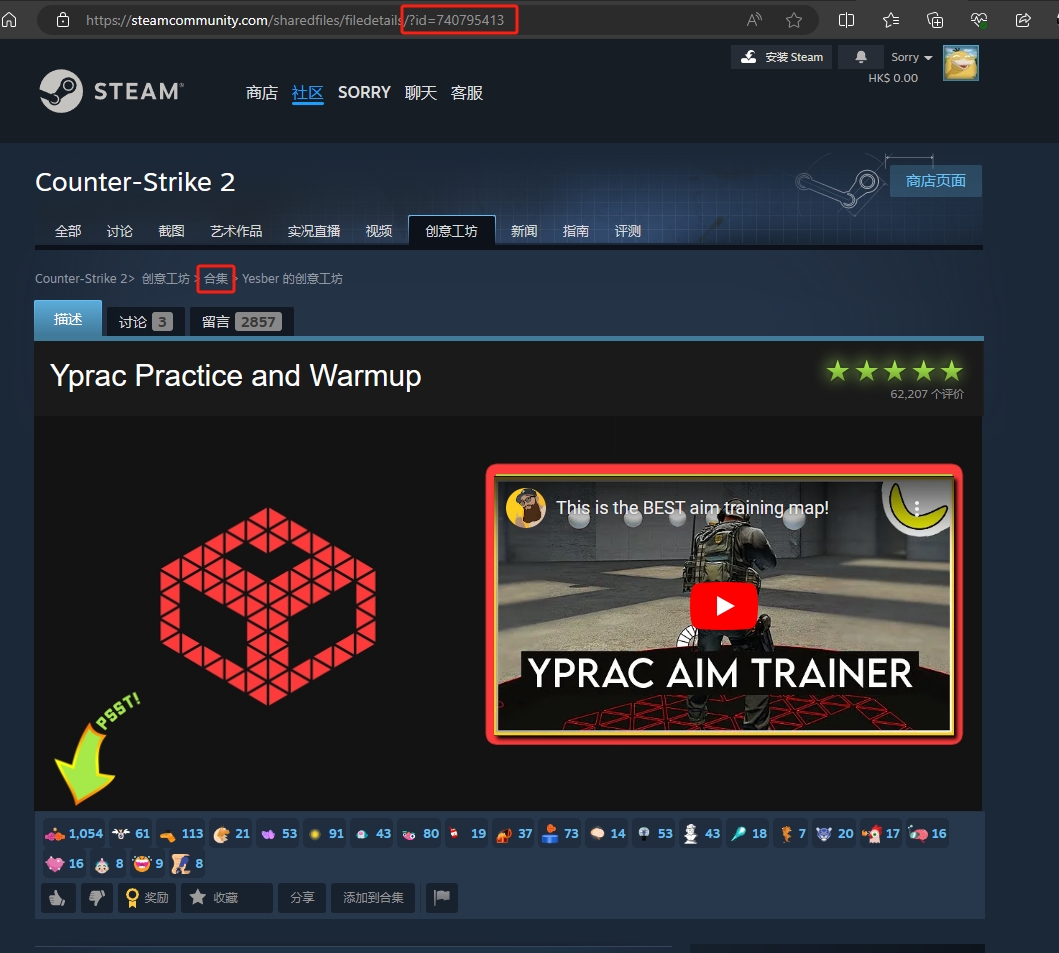 https://steamcommunity.com/sharedfiles/filedetails/?id=740795413
安装 Steam
Sorry
HK$ 0.00
STEAM
商店 社区 SORRY 聊天 客服
Counter-Strike 2
商店页面
全部 讨论 截图 艺术作品 实况直播 视频 创意工坊 新闻 指南 评测
Counter-Strike 2> 创意工坊 > 合集 > Yesber 的创意工坊
描述 讨论 3 留言 2857
Yprac Practice and Warmup
62,207 个评价
This is the BEST aim training map!
YPRAC AIM TRAINER
PSST!
1,054 61 113 21 53 91 43 80 19 37 73 14 53 43 18 7 20 17 16
16 8 9 8
奖励 收藏 分享 添加到合集